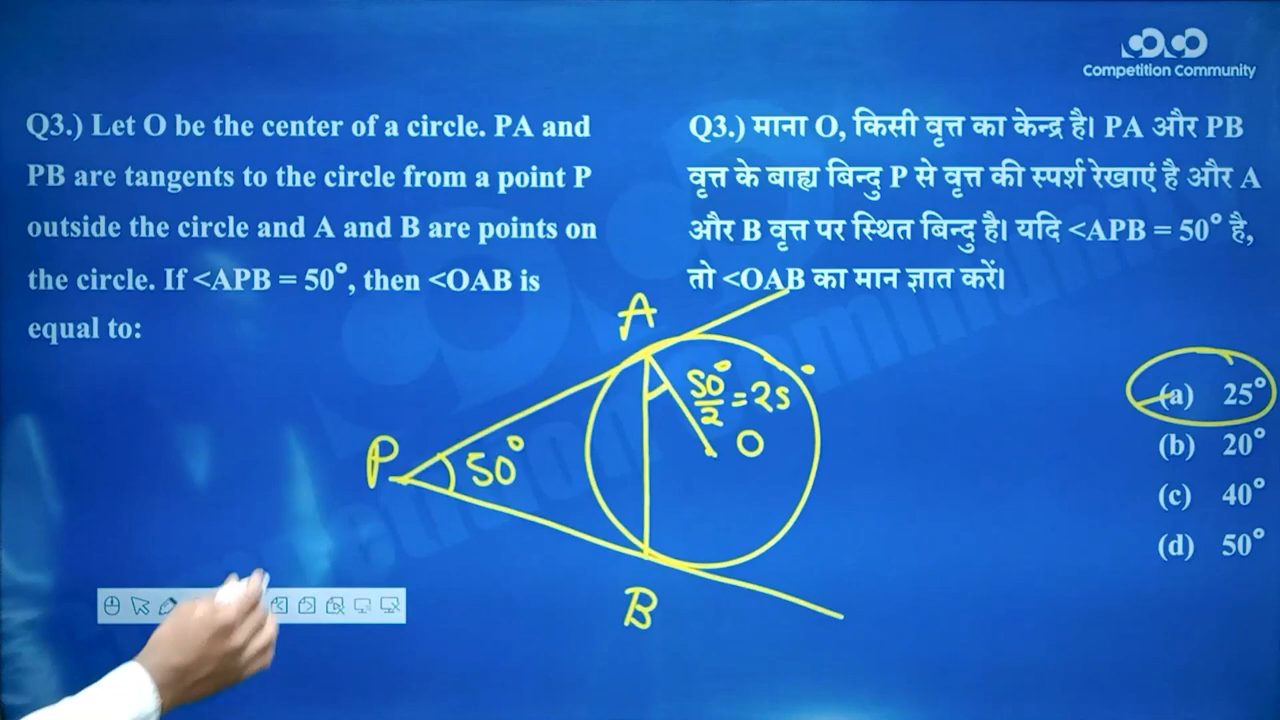 Competition Community
Q3.) Let O be the center of a circle. PA and
PB are tangents to the circle from a point P
outside the circle and A and B are points on
the circle. If <APB = 50°, then <OAB is
equal to:
Q3.) माना O, किसी वृत्त का केन्द्र है। PA और PB
वृत्त के बाह्य बिन्दु P से वृत्त की स्पर्श रेखाएं है और A
और B वृत्त पर स्थित बिन्दु है। यदि <APB = 50° है,
तो <OAB का मान ज्ञात करें।
A
50°/2 = 25°
O
P
50°
B
(a) 25°
(b) 20°
(c) 40°
(d) 50°